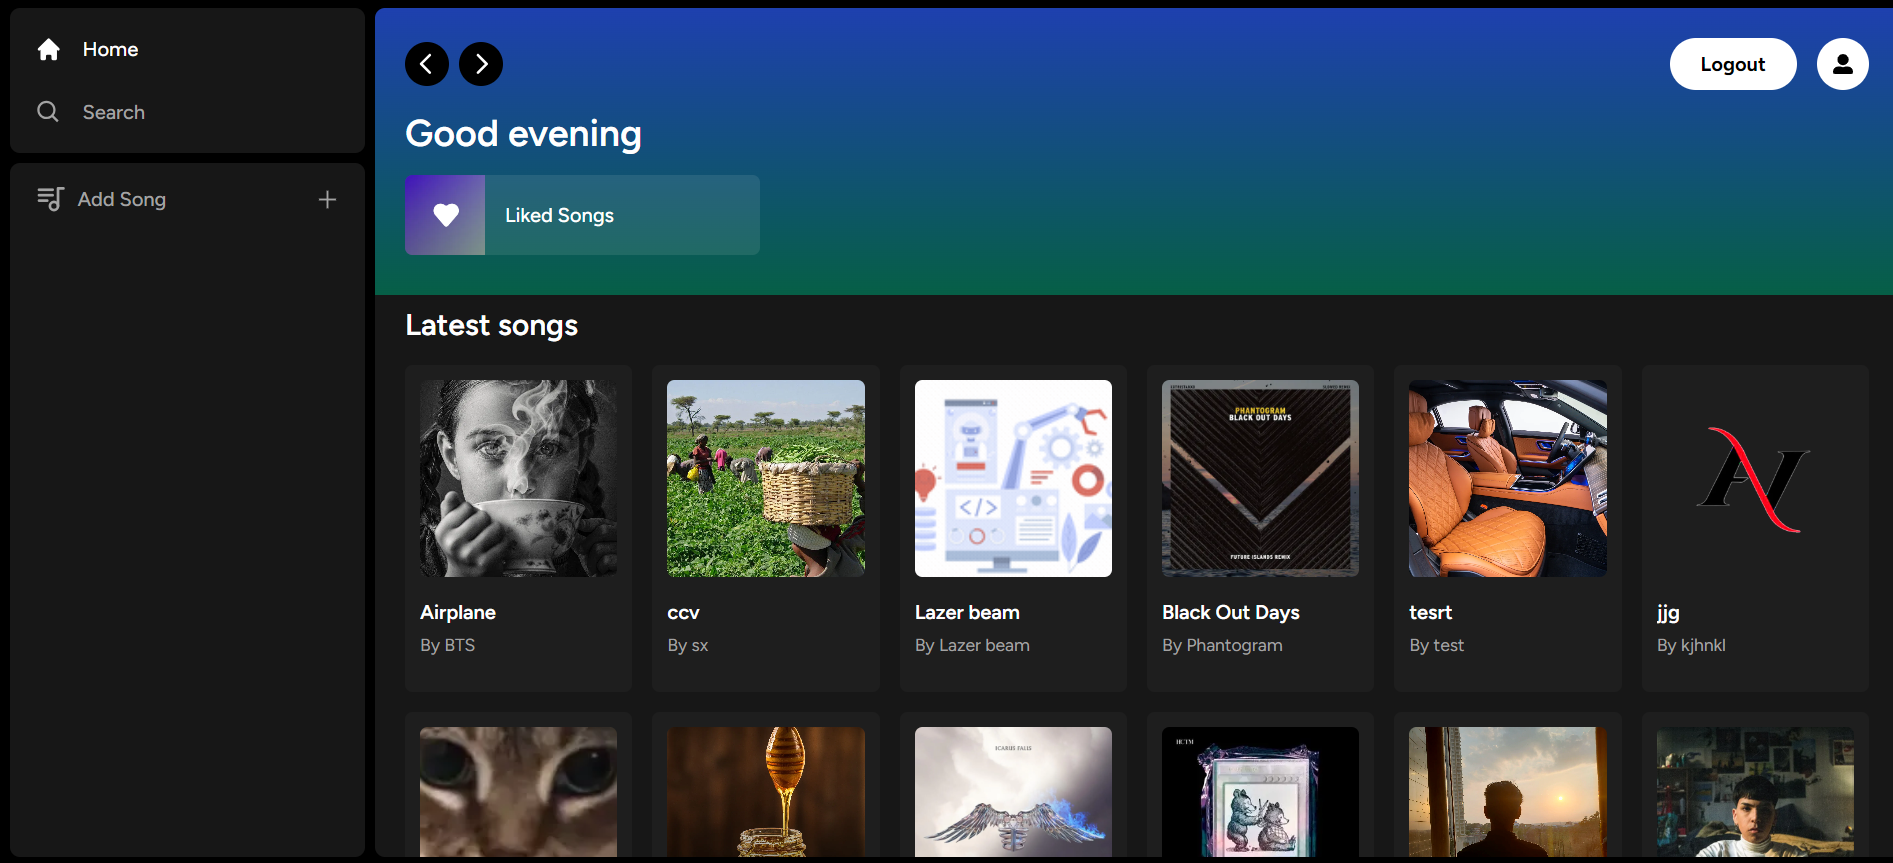 Home
Search
Add Song
Logout
Good evening
Liked Songs
Latest songs
PHANTOGRAM
BLACK OUT DAYS
FUTURE ISLANDS REMIX
</>
Airplane
By BTS
ccv
By sx
Lazer beam
By Lazer beam
Black Out Days
By Phantogram
tesrt
By test
jjg
By kjhnkl
ICARUS FALLS